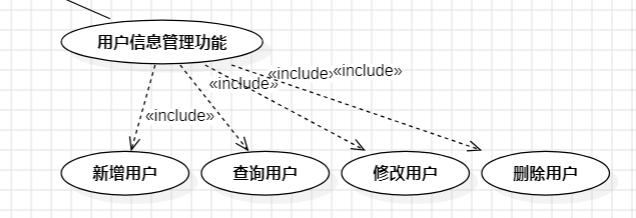 用户信息管理功能
«include»
«include»
«include»
«include»
新增用户
查询用户
修改用户
删除用户